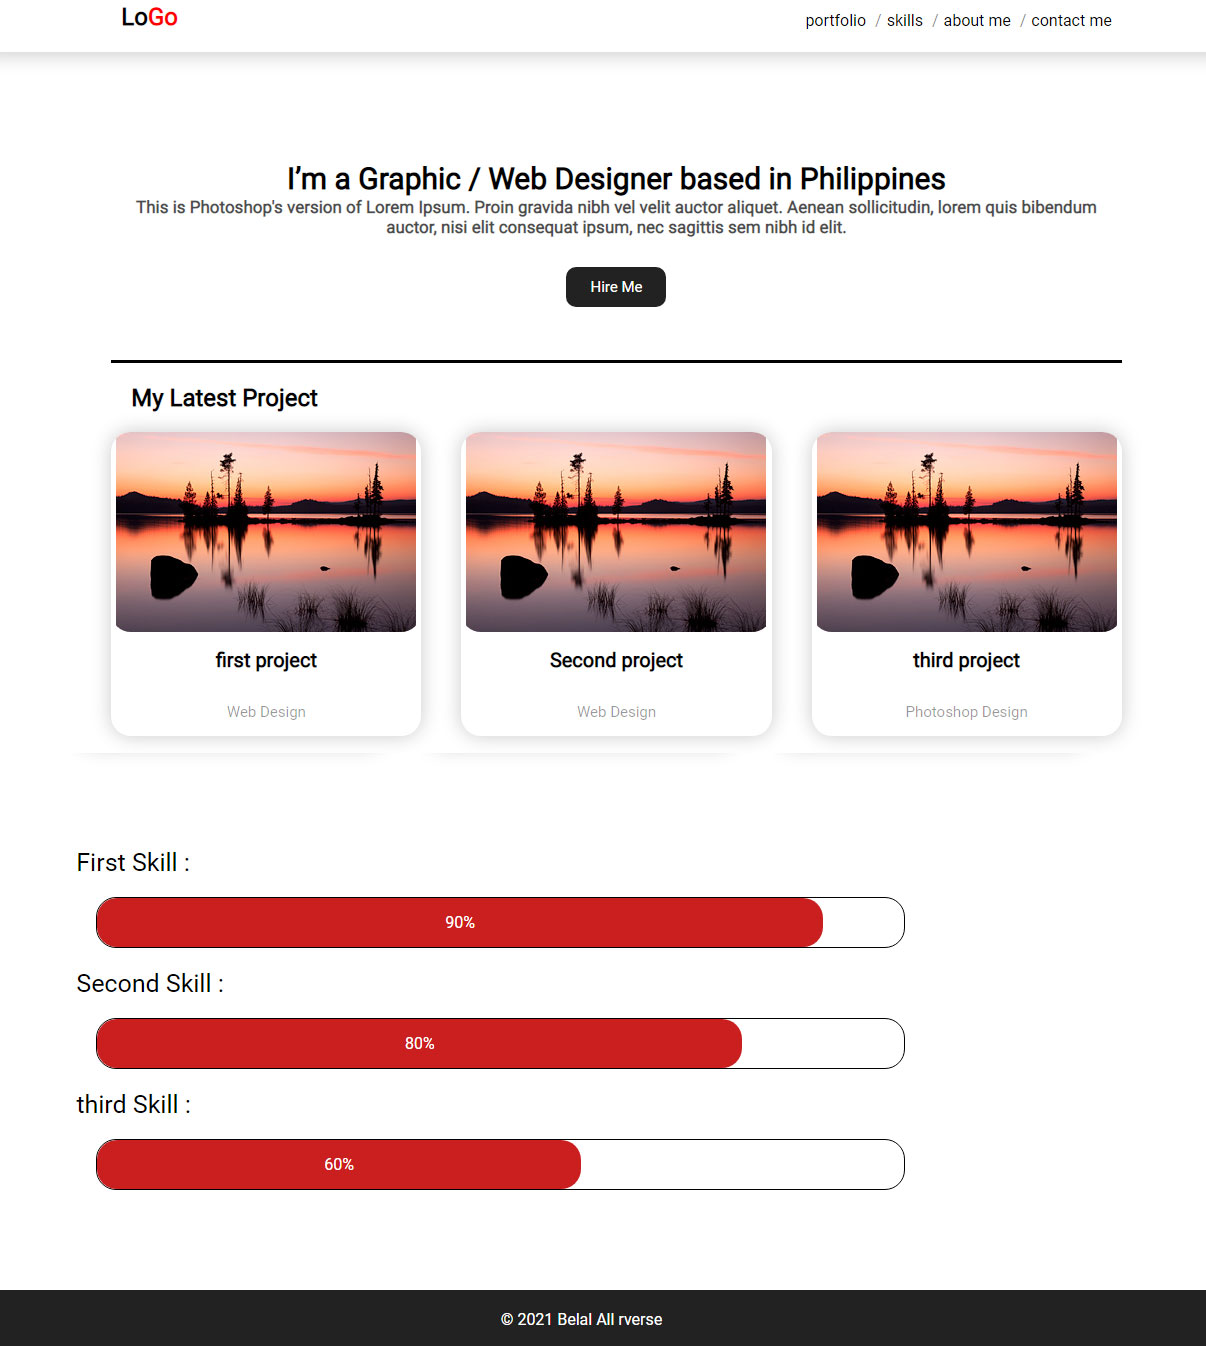 LoGo
portfolio / skills / about me / contact me
I’m a Graphic / Web Designer based in Philippines
This is Photoshop's version of Lorem Ipsum. Proin gravida nibh vel velit auctor aliquet. Aenean sollicitudin, lorem quis bibendum
auctor, nisi elit consequat ipsum, nec sagittis sem nibh id elit.
Hire Me
My Latest Project
first project
Web Design
Second project
Web Design
third project
Photoshop Design
First Skill :
90%
Second Skill :
80%
third Skill :
60%
© 2021 Belal All rverse